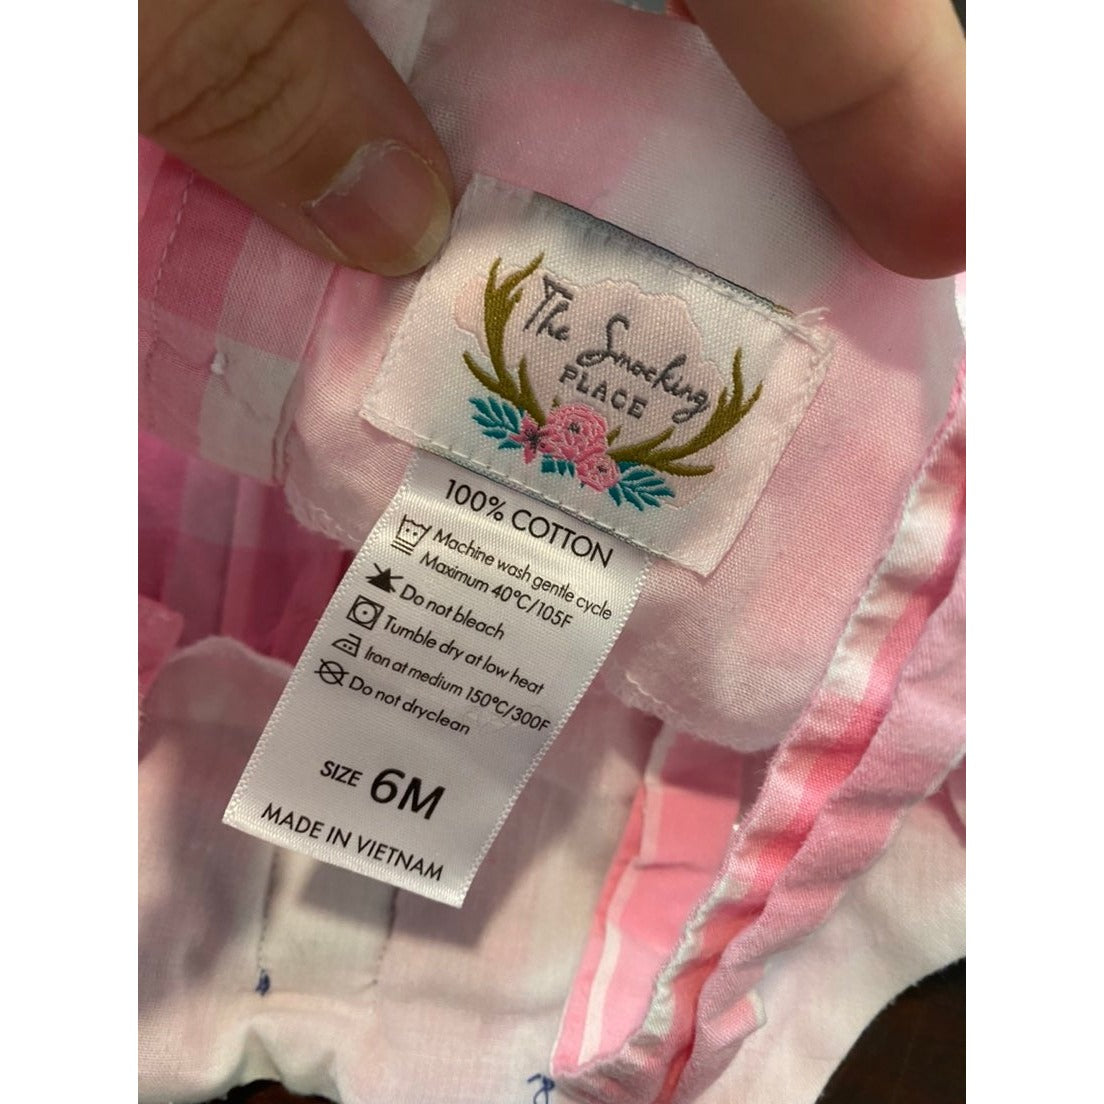 The Smocking
PLACE
100% COTTON
Machine wash gentle cycle
Maximum 40°C/105F
Do not bleach
Tumble dry at low heat
Iron at medium 150°C/300F
Do not dryclean
SIZE 6M
MADE IN VIETNAM